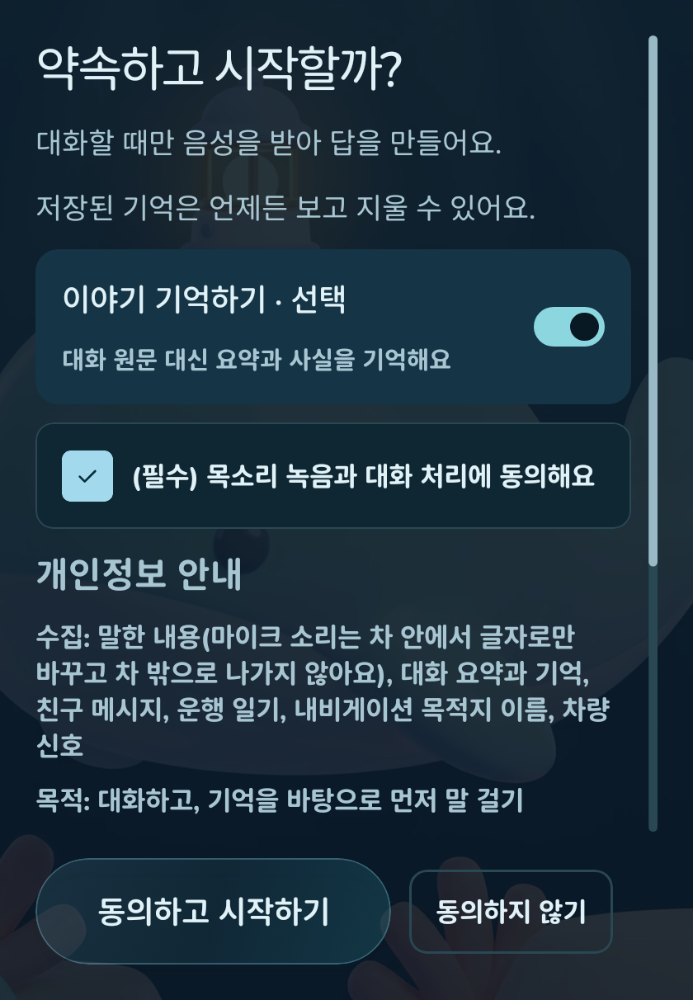 약속하고 시작할까?
대화할 때만 음성을 받아 답을 만들어요.
저장된 기억은 언제든 보고 지울 수 있어요.
이야기 기억하기 · 선택
대화 원문 대신 요약과 사실을 기억해요
(필수) 목소리 녹음과 대화 처리에 동의해요
개인정보 안내
수집: 말한 내용(마이크 소리는 차 안에서 글자로만
바꾸고 차 밖으로 나가지 않아요), 대화 요약과 기억,
친구 메시지, 운행 일기, 내비게이션 목적지 이름, 차량
신호
목적: 대화하고, 기억을 바탕으로 먼저 말 걸기
동의하고 시작하기
동의하지 않기